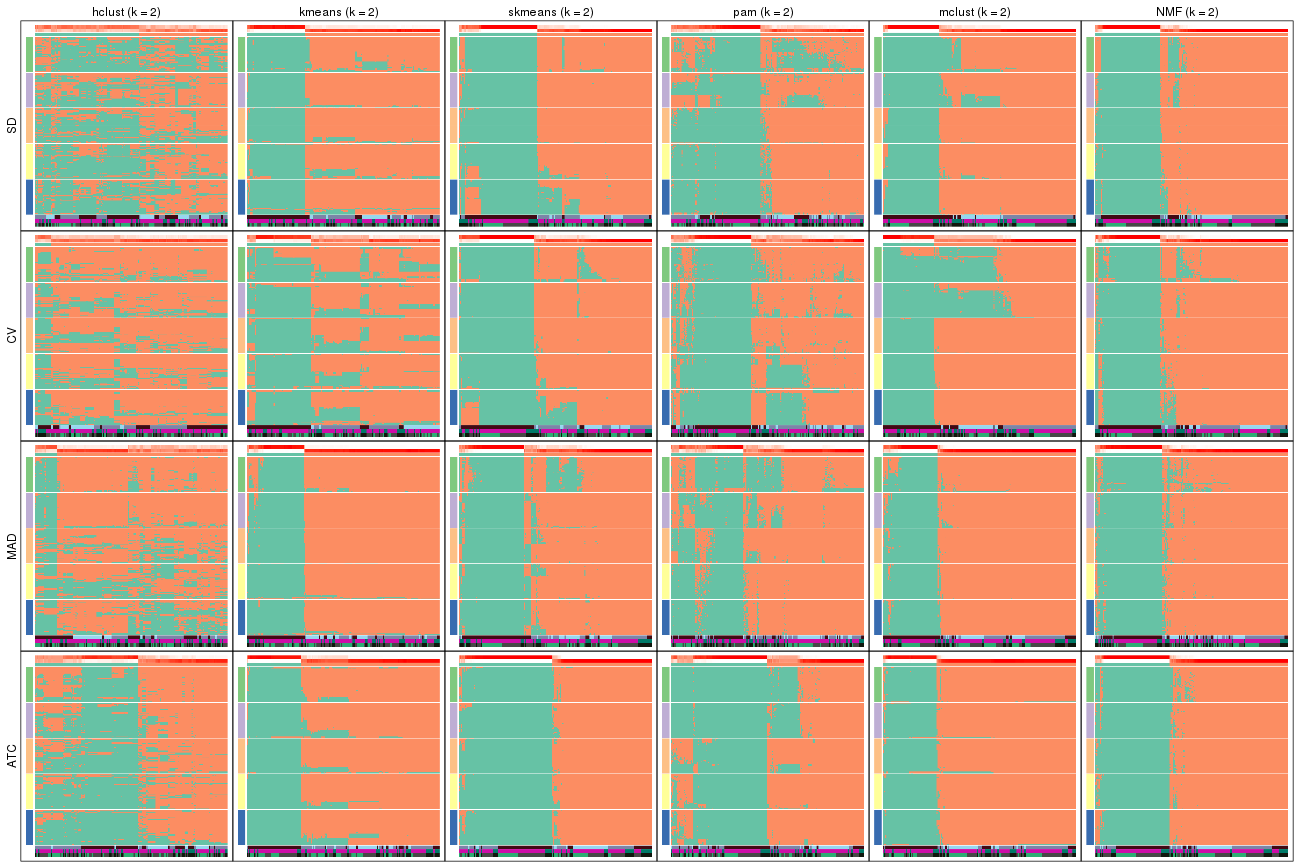 hclust (k = 2) kmeans (k = 2) skmeans (k = 2) pam (k = 2) mclust (k = 2) NMF (k = 2)
SD
CV
MAD
ATC